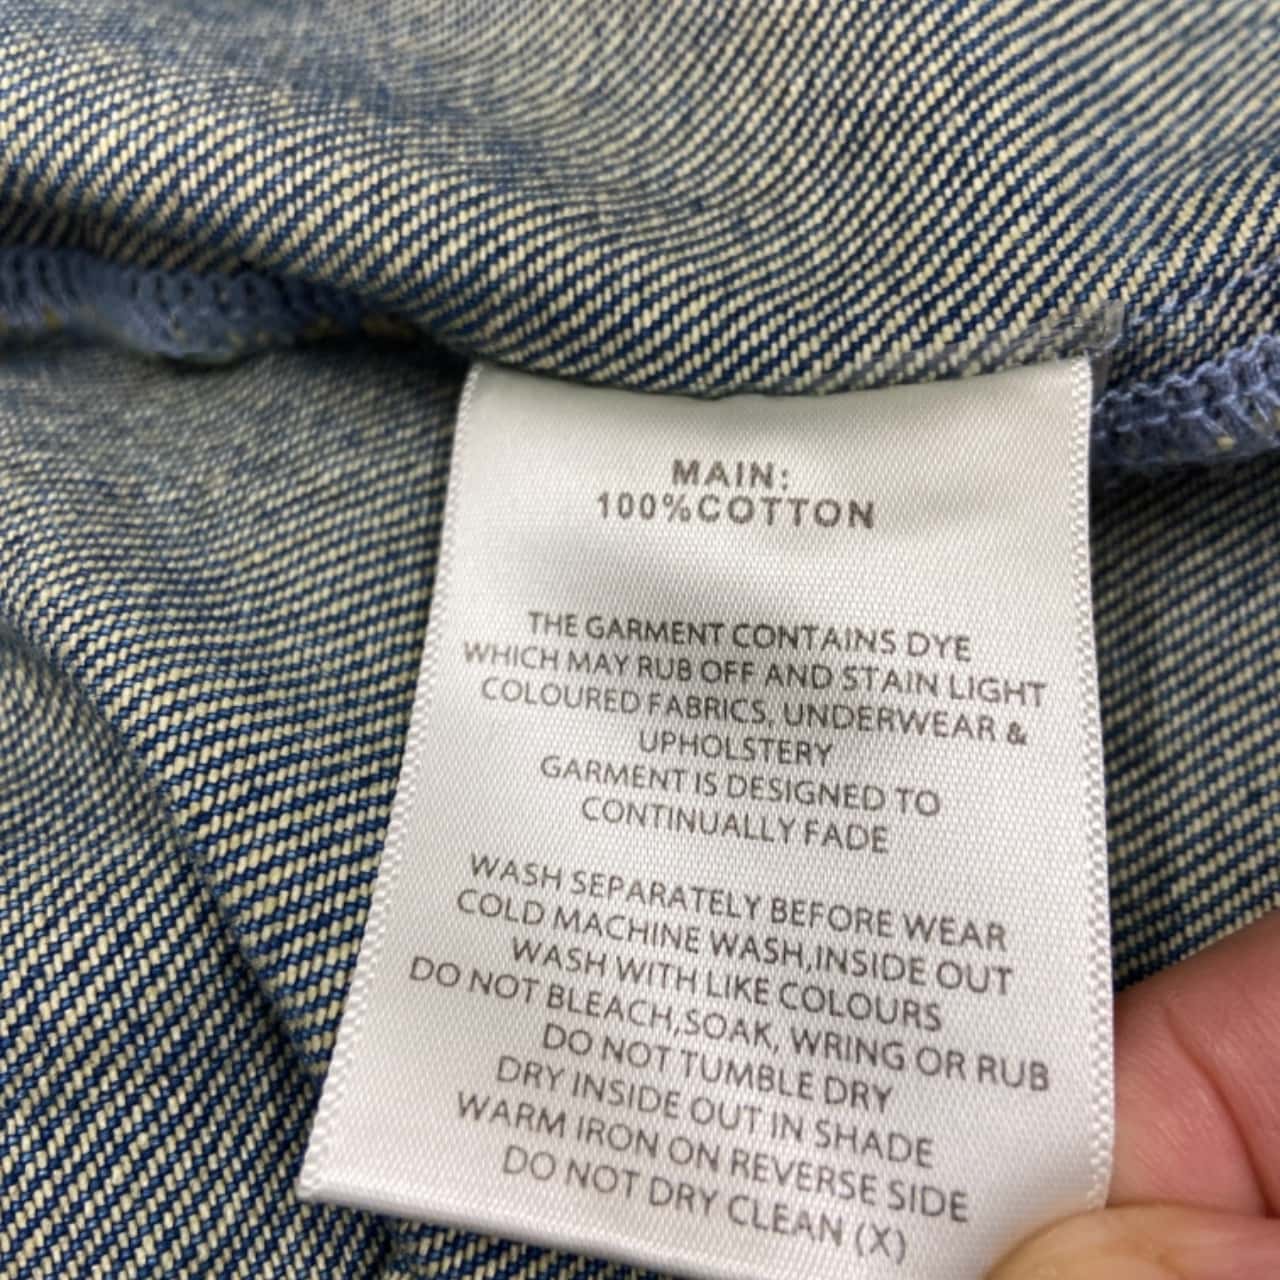 MAIN:
100%COTTON
THE GARMENT CONTAINS DYE
WHICH MAY RUB OFF AND STAIN LIGHT
COLOURED FABRICS, UNDERWEAR &
UPHOLSTERY
GARMENT IS DESIGNED TO
CONTINUALLY FADE
WASH SEPARATELY BEFORE WEAR
COLD MACHINE WASH,INSIDE OUT
WASH WITH LIKE COLOURS
DO NOT BLEACH,SOAK, WRING OR RUB
DO NOT TUMBLE DRY
DRY INSIDE OUT IN SHADE
WARM IRON ON REVERSE SIDE
DO NOT DRY CLEAN (X)